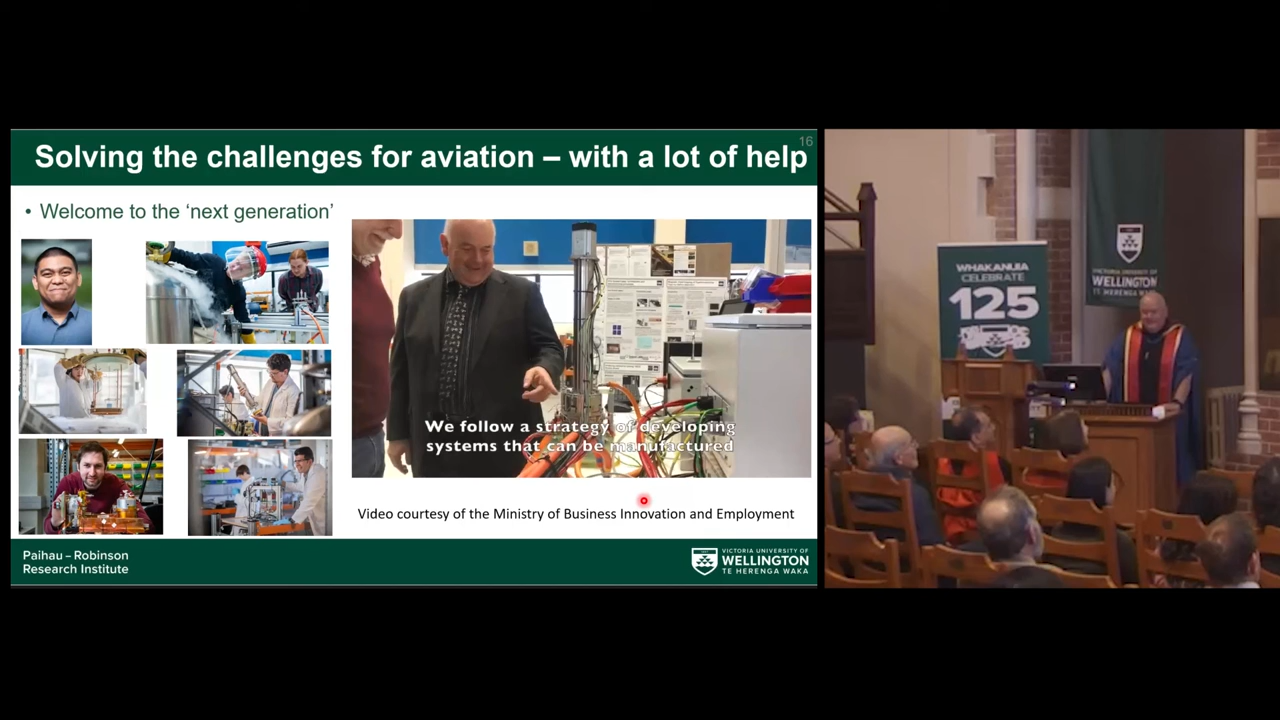 16
Solving the challenges for aviation – with a lot of help
• Welcome to the ‘next generation’
We follow a strategy of developing
systems that can be manufactured
Video courtesy of the Ministry of Business Innovation and Employment
Paihau – Robinson
Research Institute
VICTORIA UNIVERSITY OF
WELLINGTON
TE HERENGA WAKA
WHAKANUIA
CELEBRATE
125
VICTORIA UNIVERSITY OF
WELLINGTON
TE HERENGA WAKA